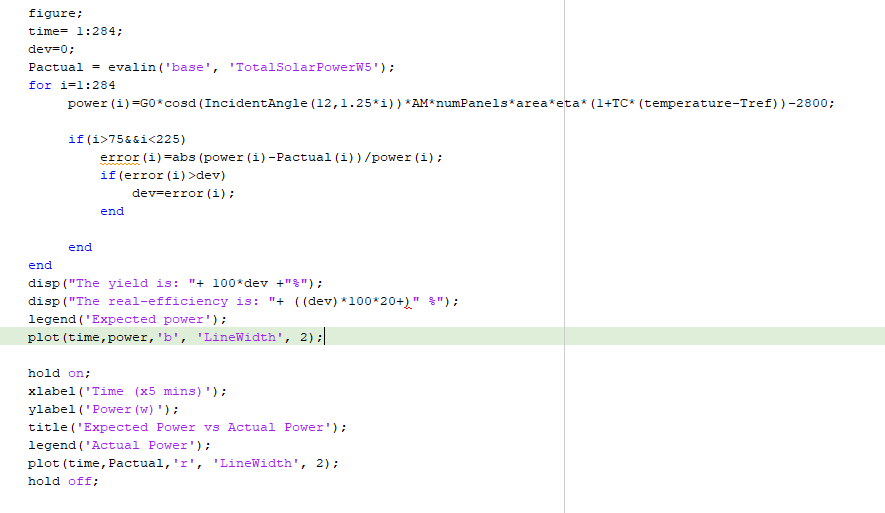 figure;
time= 1:284;
dev=0;
Pactual = evalin('base', 'TotalSolarPowerW5');
for i=1:284
power(i)=G0*cosd(IncidentAngle(12,1.25*i))*AM*numPanels*area*eta*(1+TC*(temperature-Tref))-2800;
if(i>75&&i<225)
error(i)=abs(power(i)-Pactual(i))/power(i);
if(error(i)>dev)
dev=error(i);
end
end
end
disp("The yield is: "+ 100*dev +"%");
disp("The real-efficiency is: "+ ((dev)*100*20+)" %");
legend('Expected power');
plot(time,power,'b', 'LineWidth', 2);
hold on;
xlabel('Time (x5 mins)');
ylabel('Power(w)');
title('Expected Power vs Actual Power');
legend('Actual Power');
plot(time,Pactual,'r', 'LineWidth', 2);
hold off;